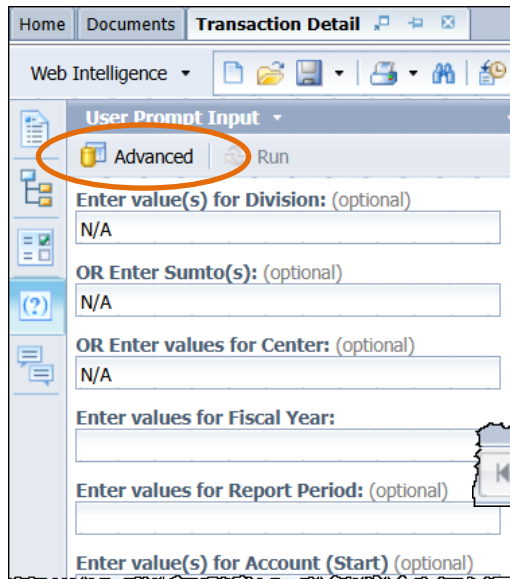 Home Documents Transaction Detail
Web Intelligence
User Prompt Input
Advanced Run
Enter value(s) for Division: (optional)
N/A
OR Enter Sumto(s): (optional)
N/A
OR Enter values for Center: (optional)
N/A
Enter values for Fiscal Year:
Enter values for Report Period: (optional)
Enter value(s) for Account (Start) (optional)